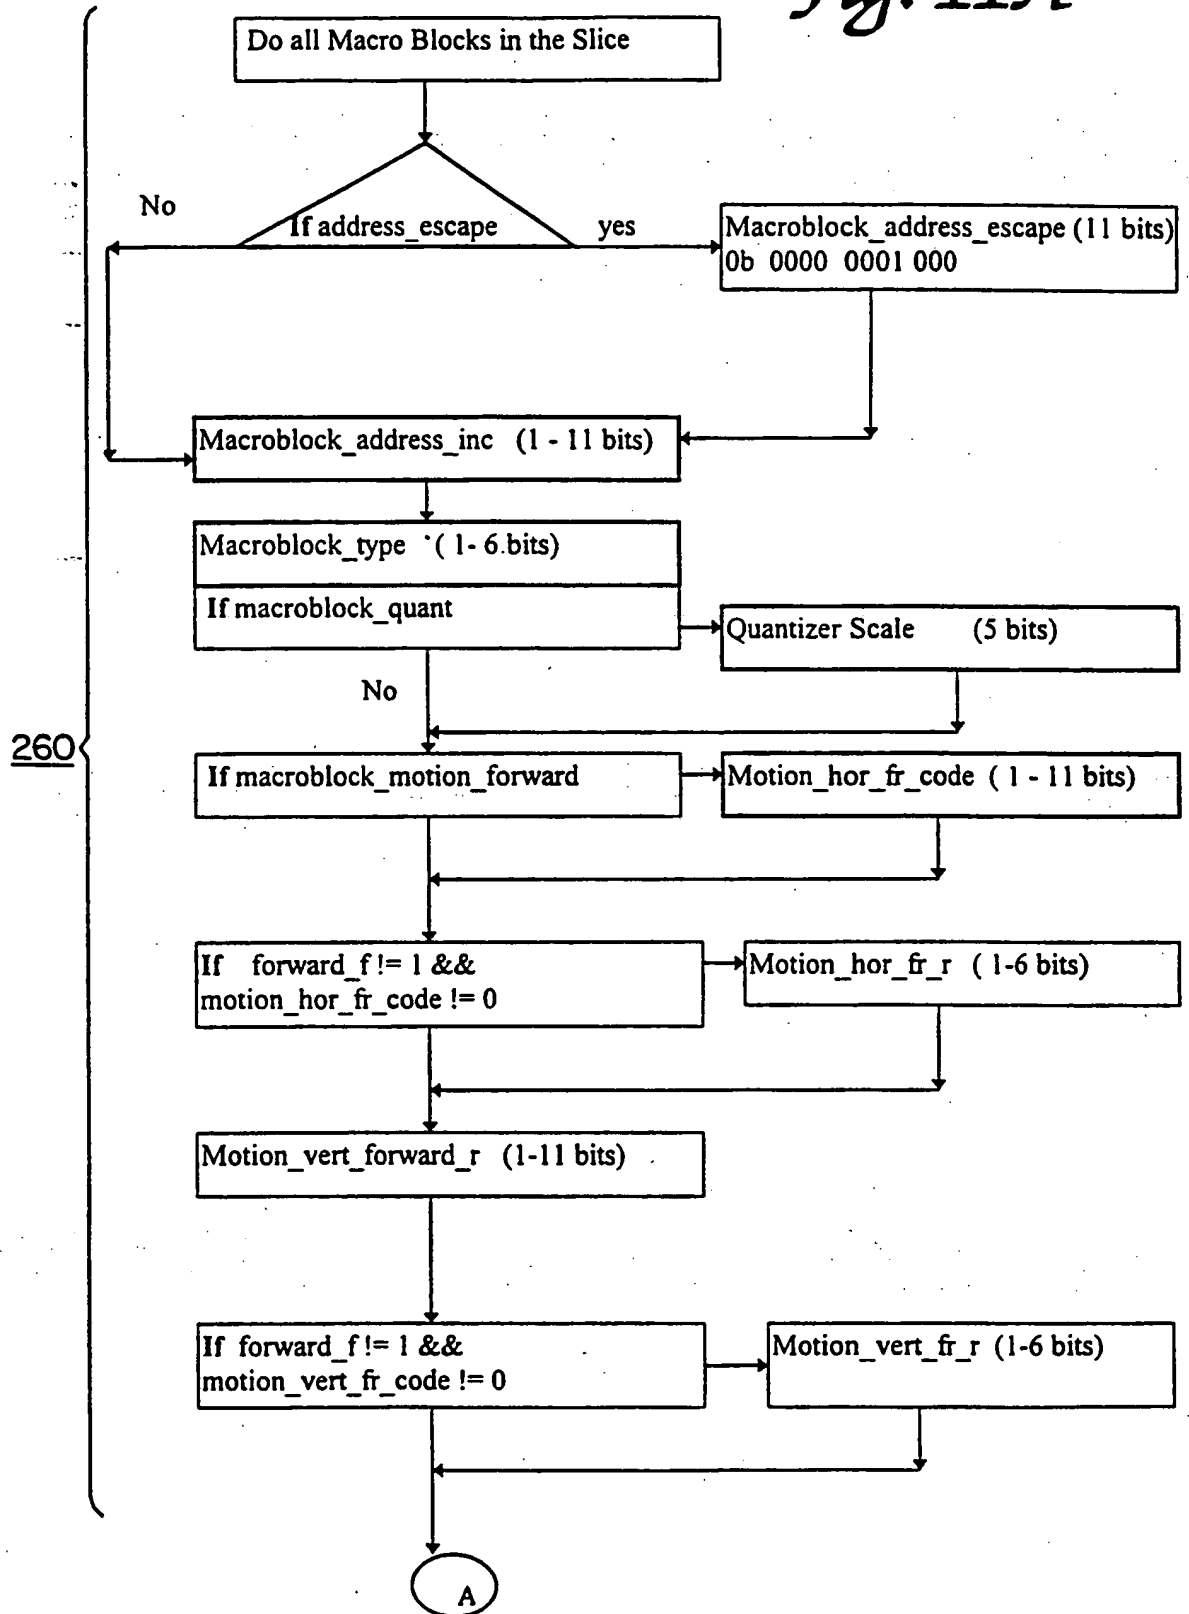 Fig. 11A
Do all Macro Blocks in the Slice
No
If address_escape
yes
Macroblock_address_escape (11 bits)
0b 0000 0001 000
Macroblock_address_inc (1 - 11 bits)
Macroblock_type ( 1- 6 bits)
If macroblock_quant
Quantizer Scale (5 bits)
No
260
If macroblock_motion_forward
Motion_hor_fr_code ( 1 - 11 bits)
If forward_f != 1 &&
motion_hor_fr_code != 0
Motion_hor_fr_r ( 1-6 bits)
Motion_vert_forward_r (1-11 bits)
If forward_f != 1 &&
motion_vert_fr_code != 0
Motion_vert_fr_r (1-6 bits)
A